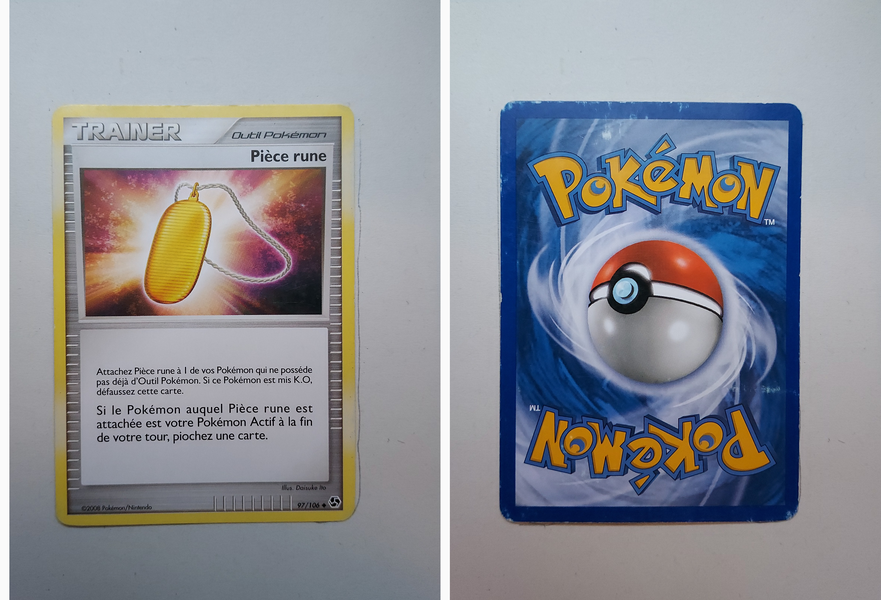 TRAINER
Outil Pokémon
Pièce rune
Attachez Pièce rune à 1 de vos Pokémon qui ne possède
pas déjà d'Outil Pokémon. Si ce Pokémon est mis K.O,
défaussez cette carte.
Si le Pokémon auquel Pièce rune est
attachée est votre Pokémon Actif à la fin
de votre tour, piochez une carte.
Illus. Daisuke Ito
©2008 Pokémon/Nintendo
97/106
POKéMON
TM
TM
POKéMON